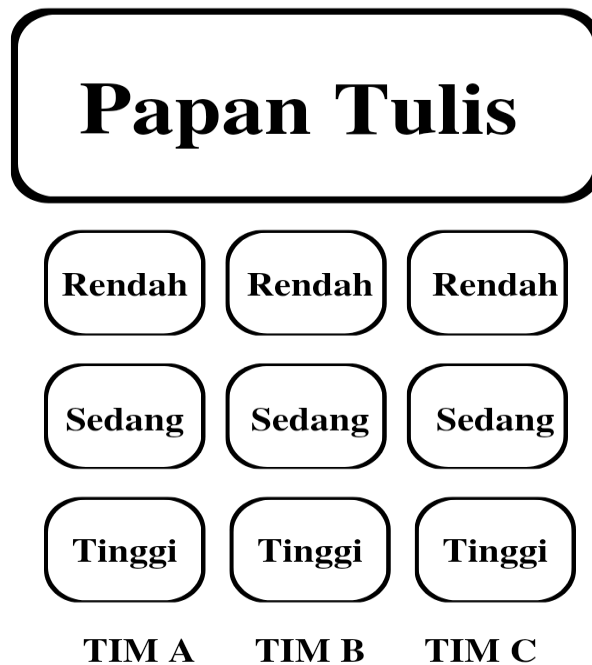 Papan Tulis
Rendah Rendah Rendah
Sedang Sedang Sedang
Tinggi Tinggi Tinggi
TIM A TIM B TIM C